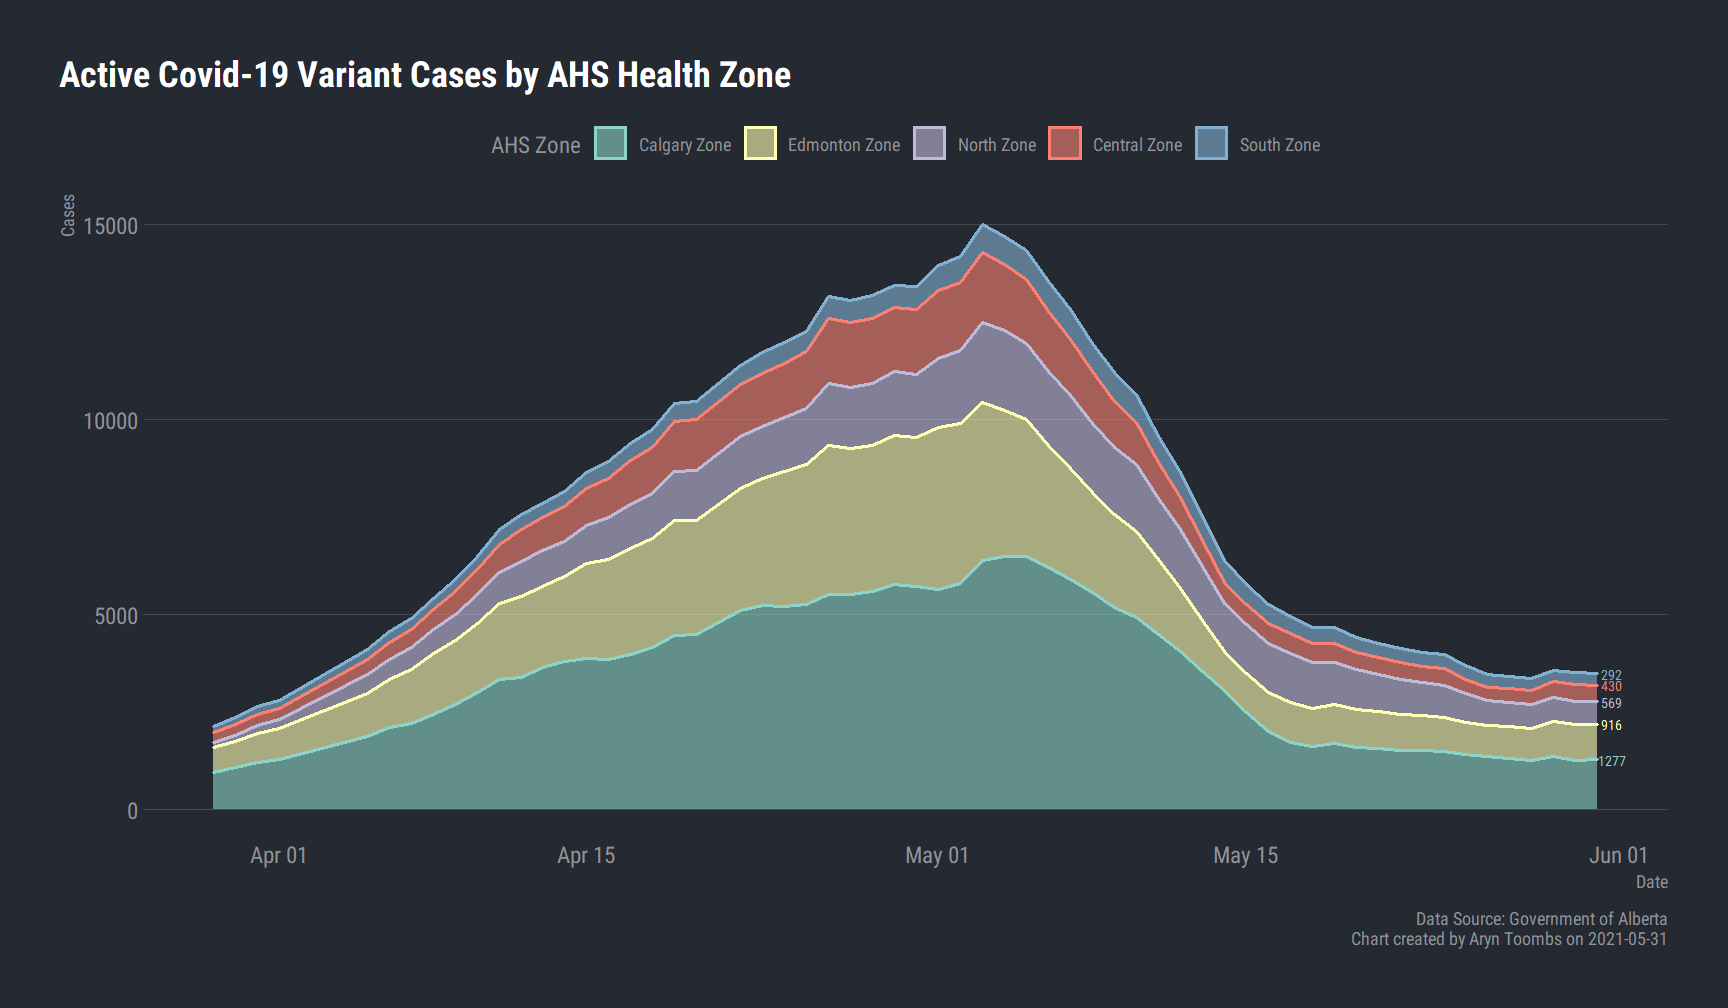 Active Covid-19 Variant Cases by AHS Health Zone
AHS Zone Calgary Zone Edmonton Zone North Zone Central Zone South Zone
Cases
15000
10000
5000
0
292
430
569
916
1277
Apr 01 Apr 15 May 01 May 15 Jun 01
Date
Data Source: Government of Alberta
Chart created by Aryn Toombs on 2021-05-31